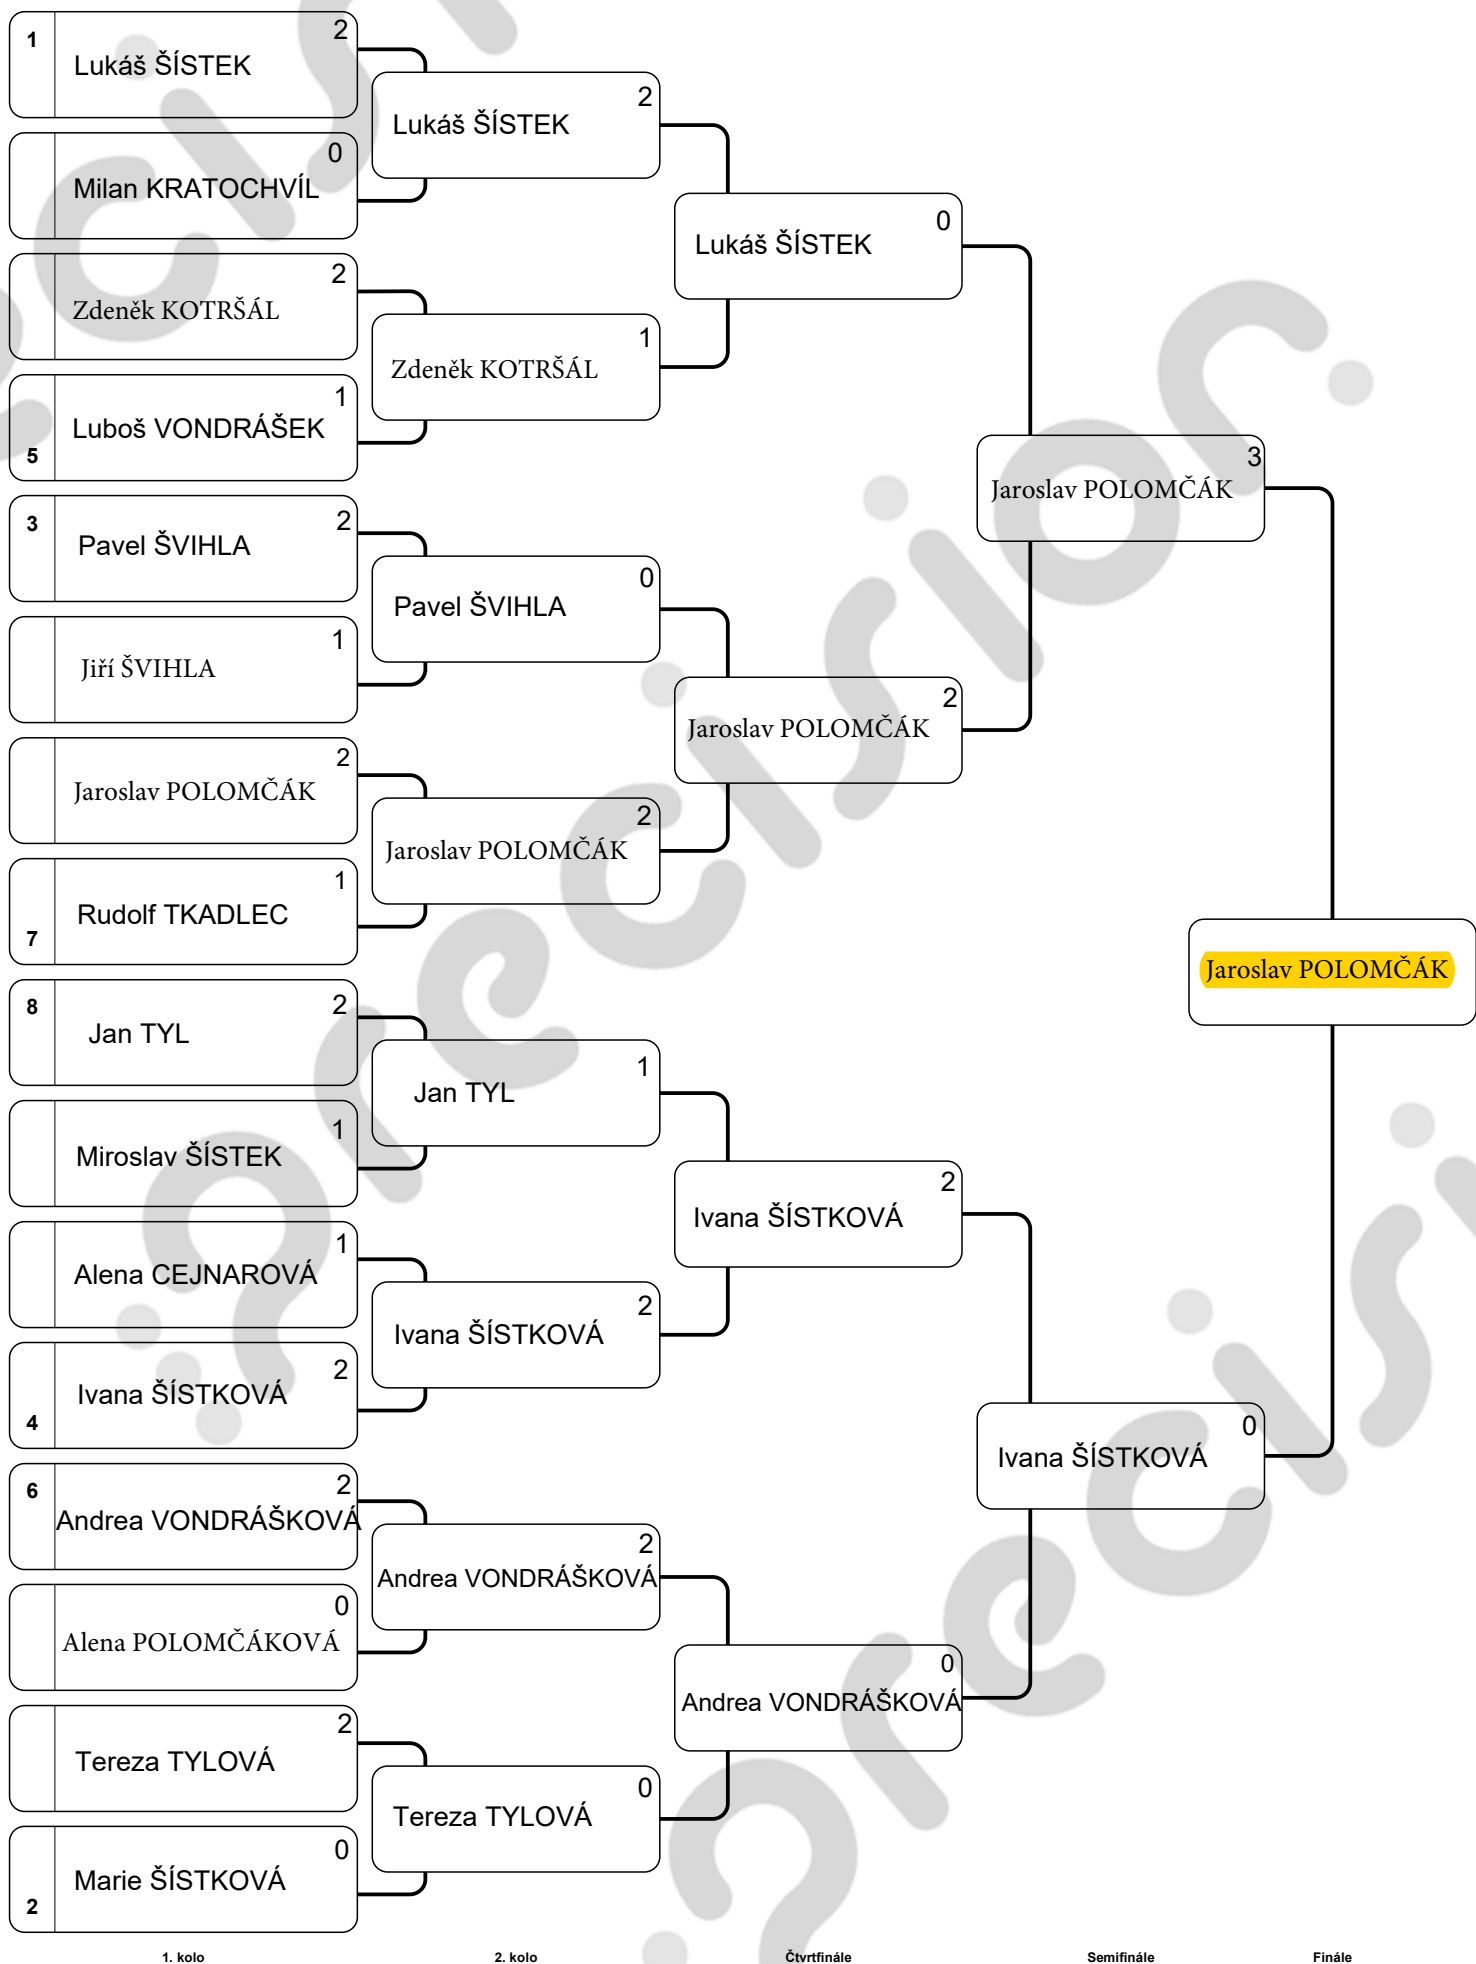 1
Lukáš ŠÍSTEK
2
Milan KRATOCHVÍL
0
Zdeněk KOTRŠÁL
2
Luboš VONDRÁŠEK
1
5
3
Pavel ŠVIHLA
2
Jiří ŠVIHLA
1
Jaroslav POLOMČÁK
2
Rudolf TKADLEC
1
7
8
Jan TYL
2
Miroslav ŠÍSTEK
1
Alena CEJNAROVÁ
1
Ivana ŠÍSTKOVÁ
2
4
6
Andrea VONDRÁŠKOVÁ
2
Alena POLOMČÁKOVÁ
0
Tereza TYLOVÁ
2
Marie ŠÍSTKOVÁ
0
2
Lukáš ŠÍSTEK
2
Zdeněk KOTRŠÁL
1
Pavel ŠVIHLA
0
Jaroslav POLOMČÁK
2
Jan TYL
1
Ivana ŠÍSTKOVÁ
2
Andrea VONDRÁŠKOVÁ
2
Tereza TYLOVÁ
0
Lukáš ŠÍSTEK
0
Jaroslav POLOMČÁK
2
Ivana ŠÍSTKOVÁ
2
Andrea VONDRÁŠKOVÁ
0
Jaroslav POLOMČÁK
3
Ivana ŠÍSTKOVÁ
0
Jaroslav POLOMČÁK
1. kolo
2. kolo
Čtvrtfinále
Semifinále
Finále